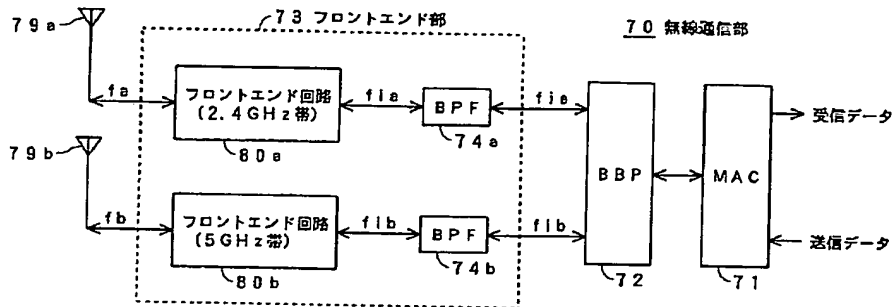 73 フロントエンド部
70 無線通信部
79a
fa
フロントエンド回路
(2.4GHz帯)
80a
fia
BPF
74a
fia
79b
fb
フロントエンド回路
(5GHz帯)
80b
fib
BPF
74b
fib
BBP
72
MAC
71
受信データ
送信データ